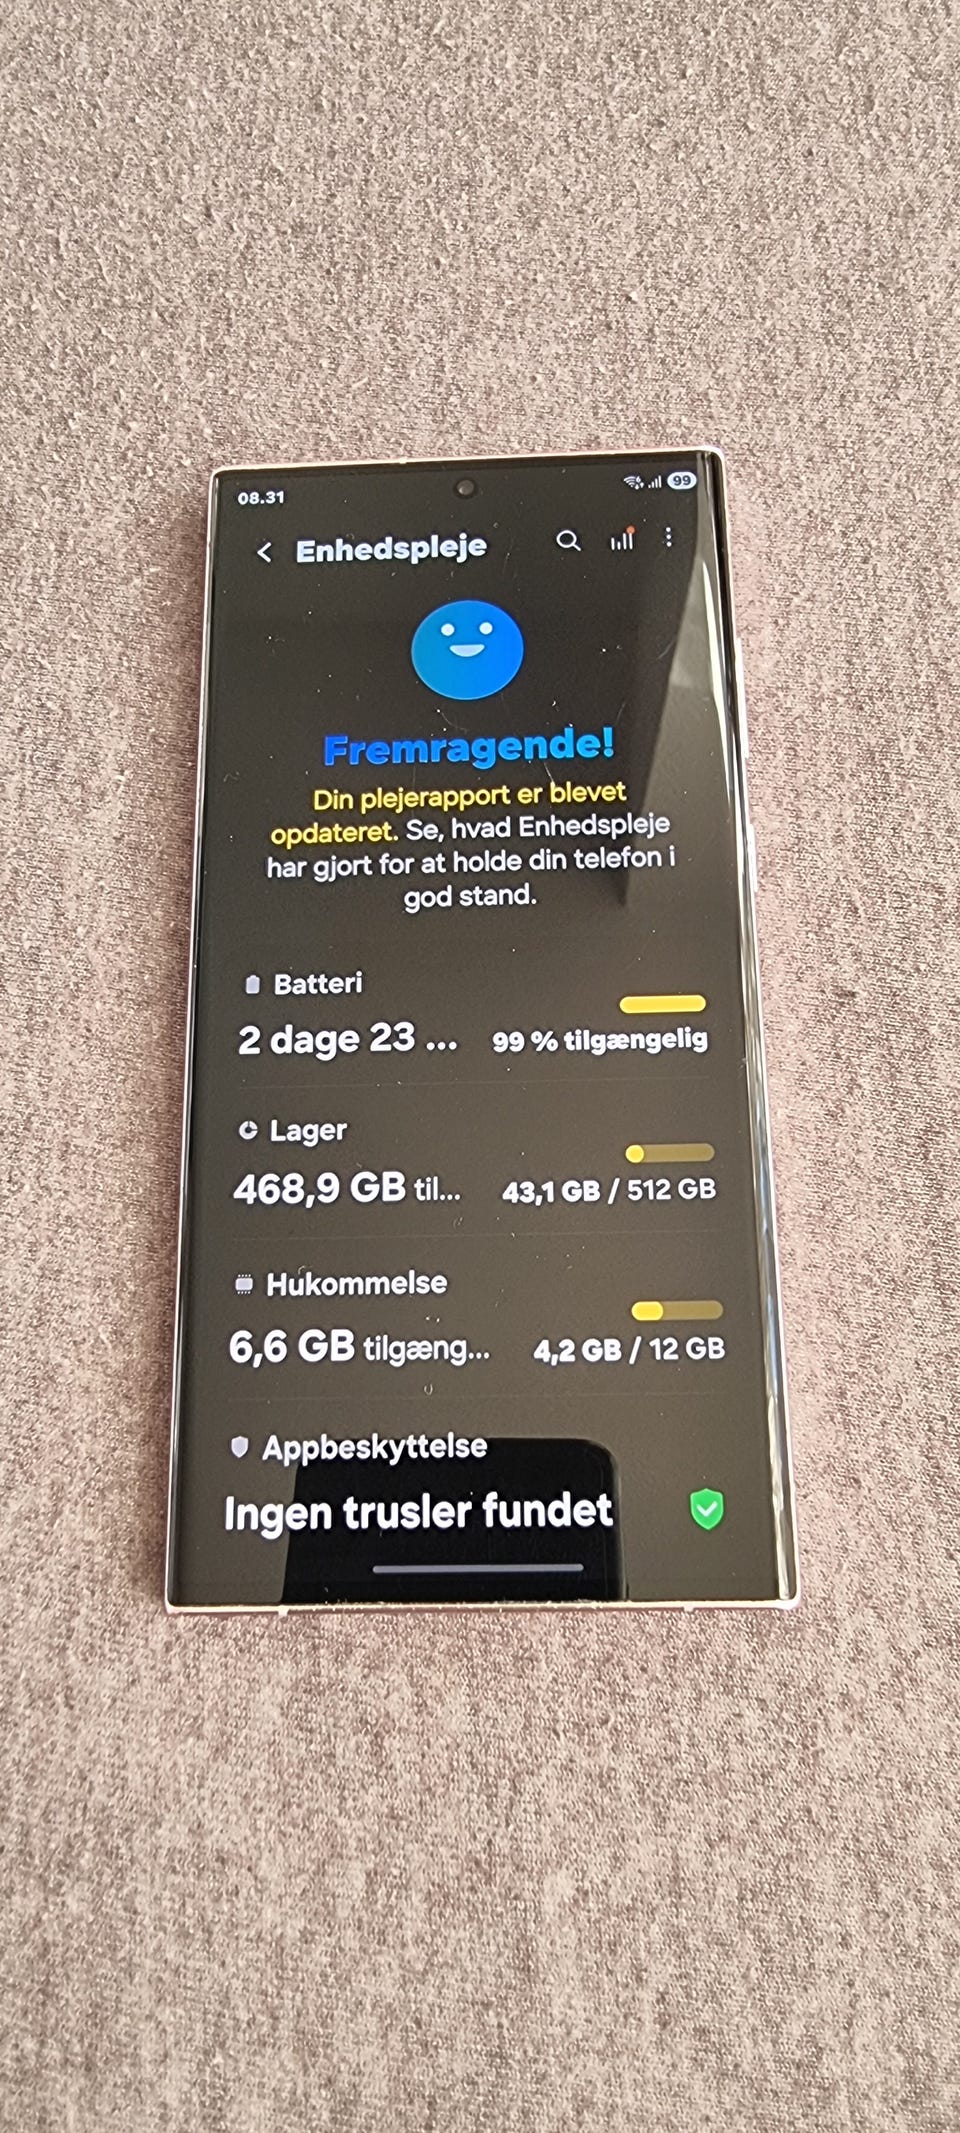 08.31
99
Enhedspleje
Fremragende!
Din plejerapport er blevet
opdateret. Se, hvad Enhedspleje
har gjort for at holde din telefon i
god stand.
Batteri
2 dage 23 ... 99 % tilgængelig
Lager
468,9 GB til... 43,1 GB / 512 GB
Hukommelse
6,6 GB tilgæng... 4,2 GB / 12 GB
Appbeskyttelse
Ingen trusler fundet